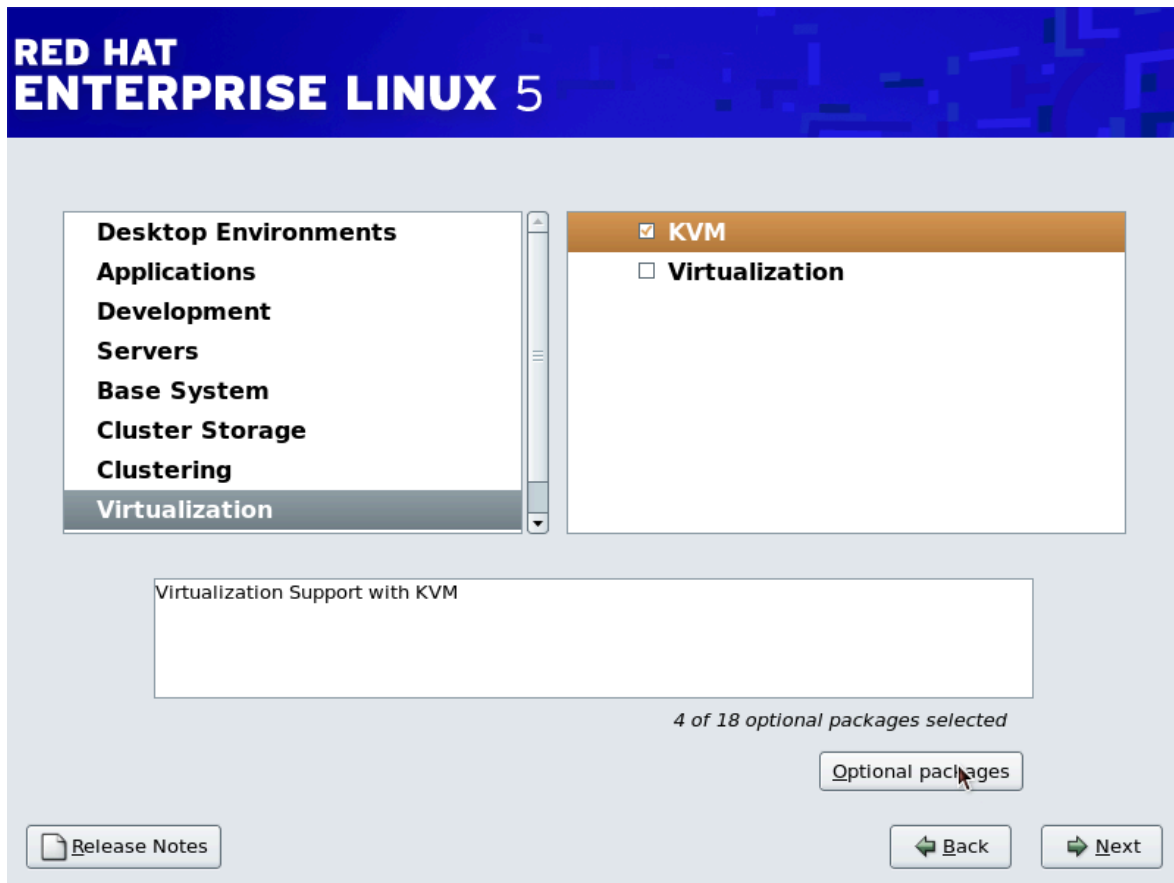 RED HAT
ENTERPRISE LINUX 5
Desktop Environments
Applications
Development
Servers
Base System
Cluster Storage
Clustering
Virtualization
KVM
Virtualization
Virtualization Support with KVM
4 of 18 optional packages selected
Optional packages
Release Notes
Back
Next